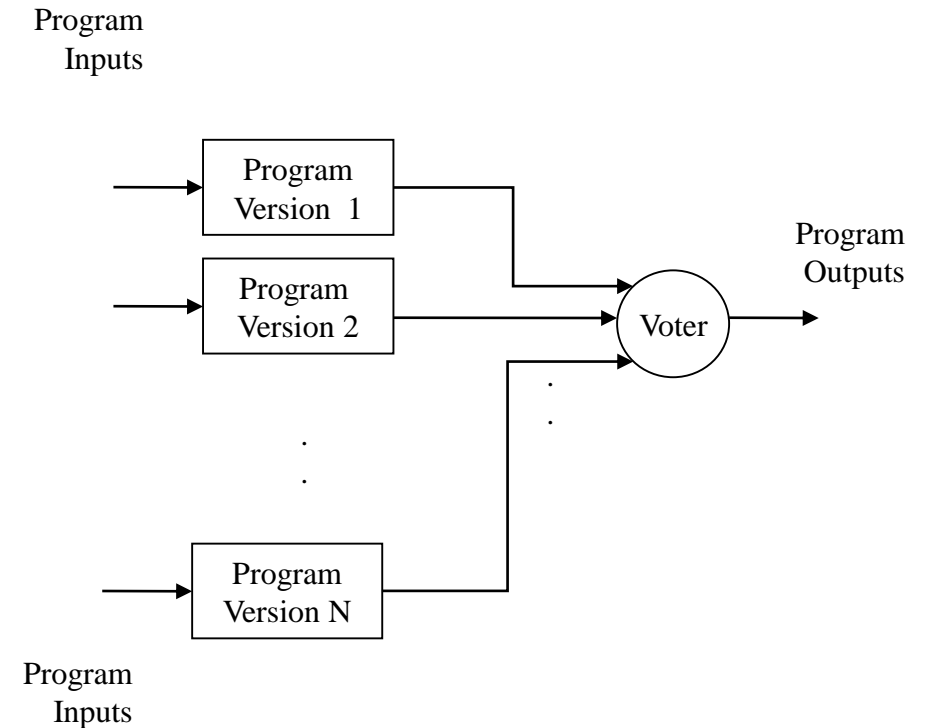 Program
Inputs
Program
Version 1
Program
Outputs
Program
Version 2
Voter
.
.
.
.
Program
Version N
Program
Inputs